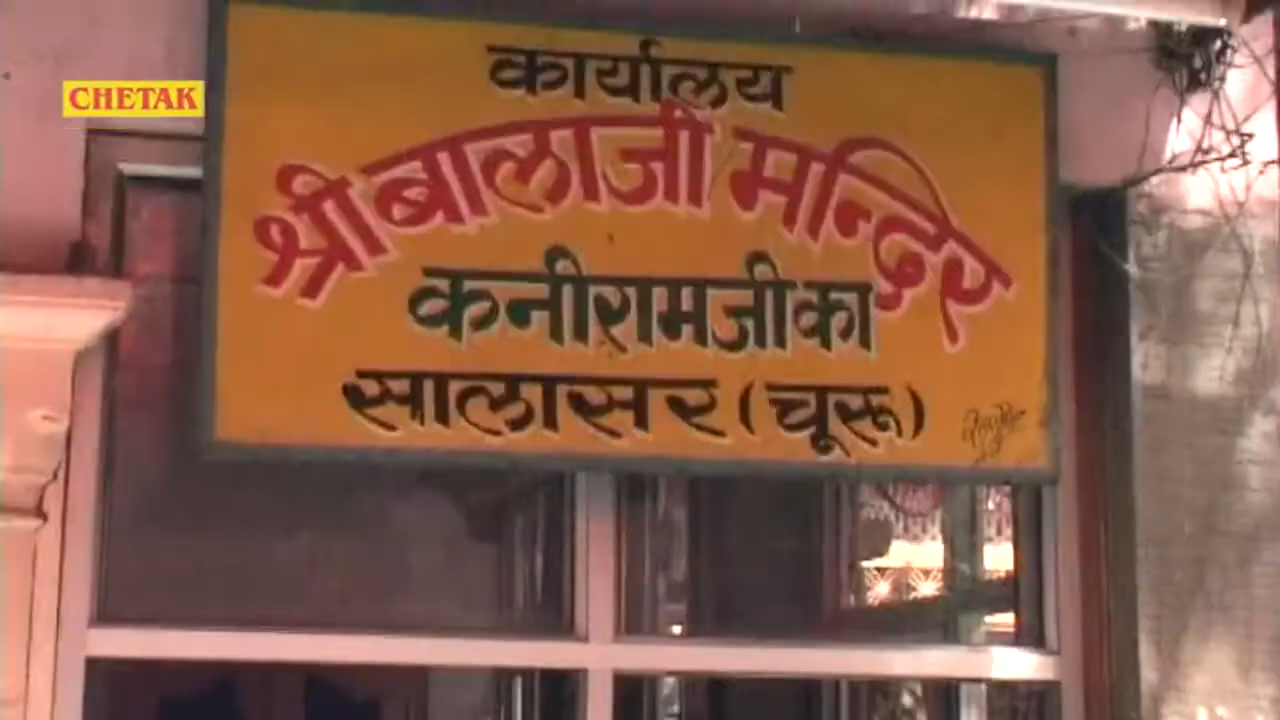 CHETAK
कार्यालय
श्री बालाजी मन्दिर
कनीरामजीका
सालासर (चूरू)